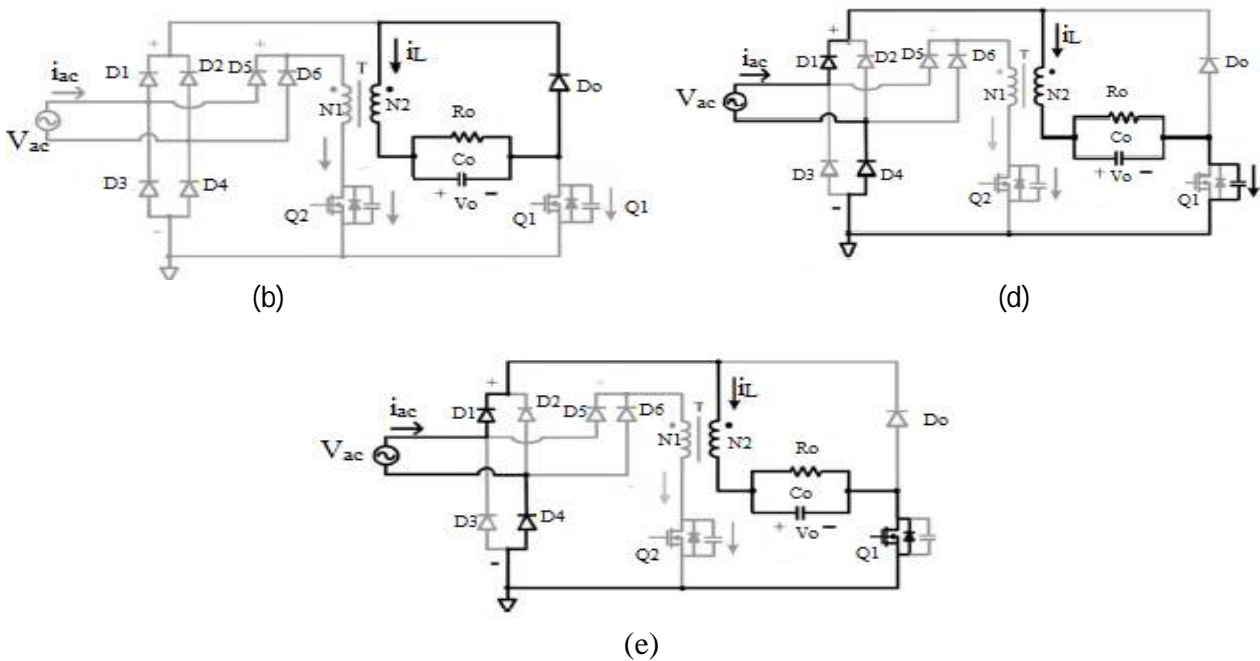 +
D1
D2
D5
D6
T
iL
iac
Vac
N1
N2
Do
Ro
Co
+ Vo -
D3
D4
Q2
Q1
Q1
-
(b)
+
D1
D2
D5
D6
T
iL
iac
Vac
N1
N2
Do
Ro
Co
+ Vo -
D3
D4
Q2
Q1
-
(d)
+
D1
D2
D5
D6
T
iL
iac
Vac
N1
N2
Do
Ro
Co
+ Vo -
D3
D4
Q2
Q1
-
(e)